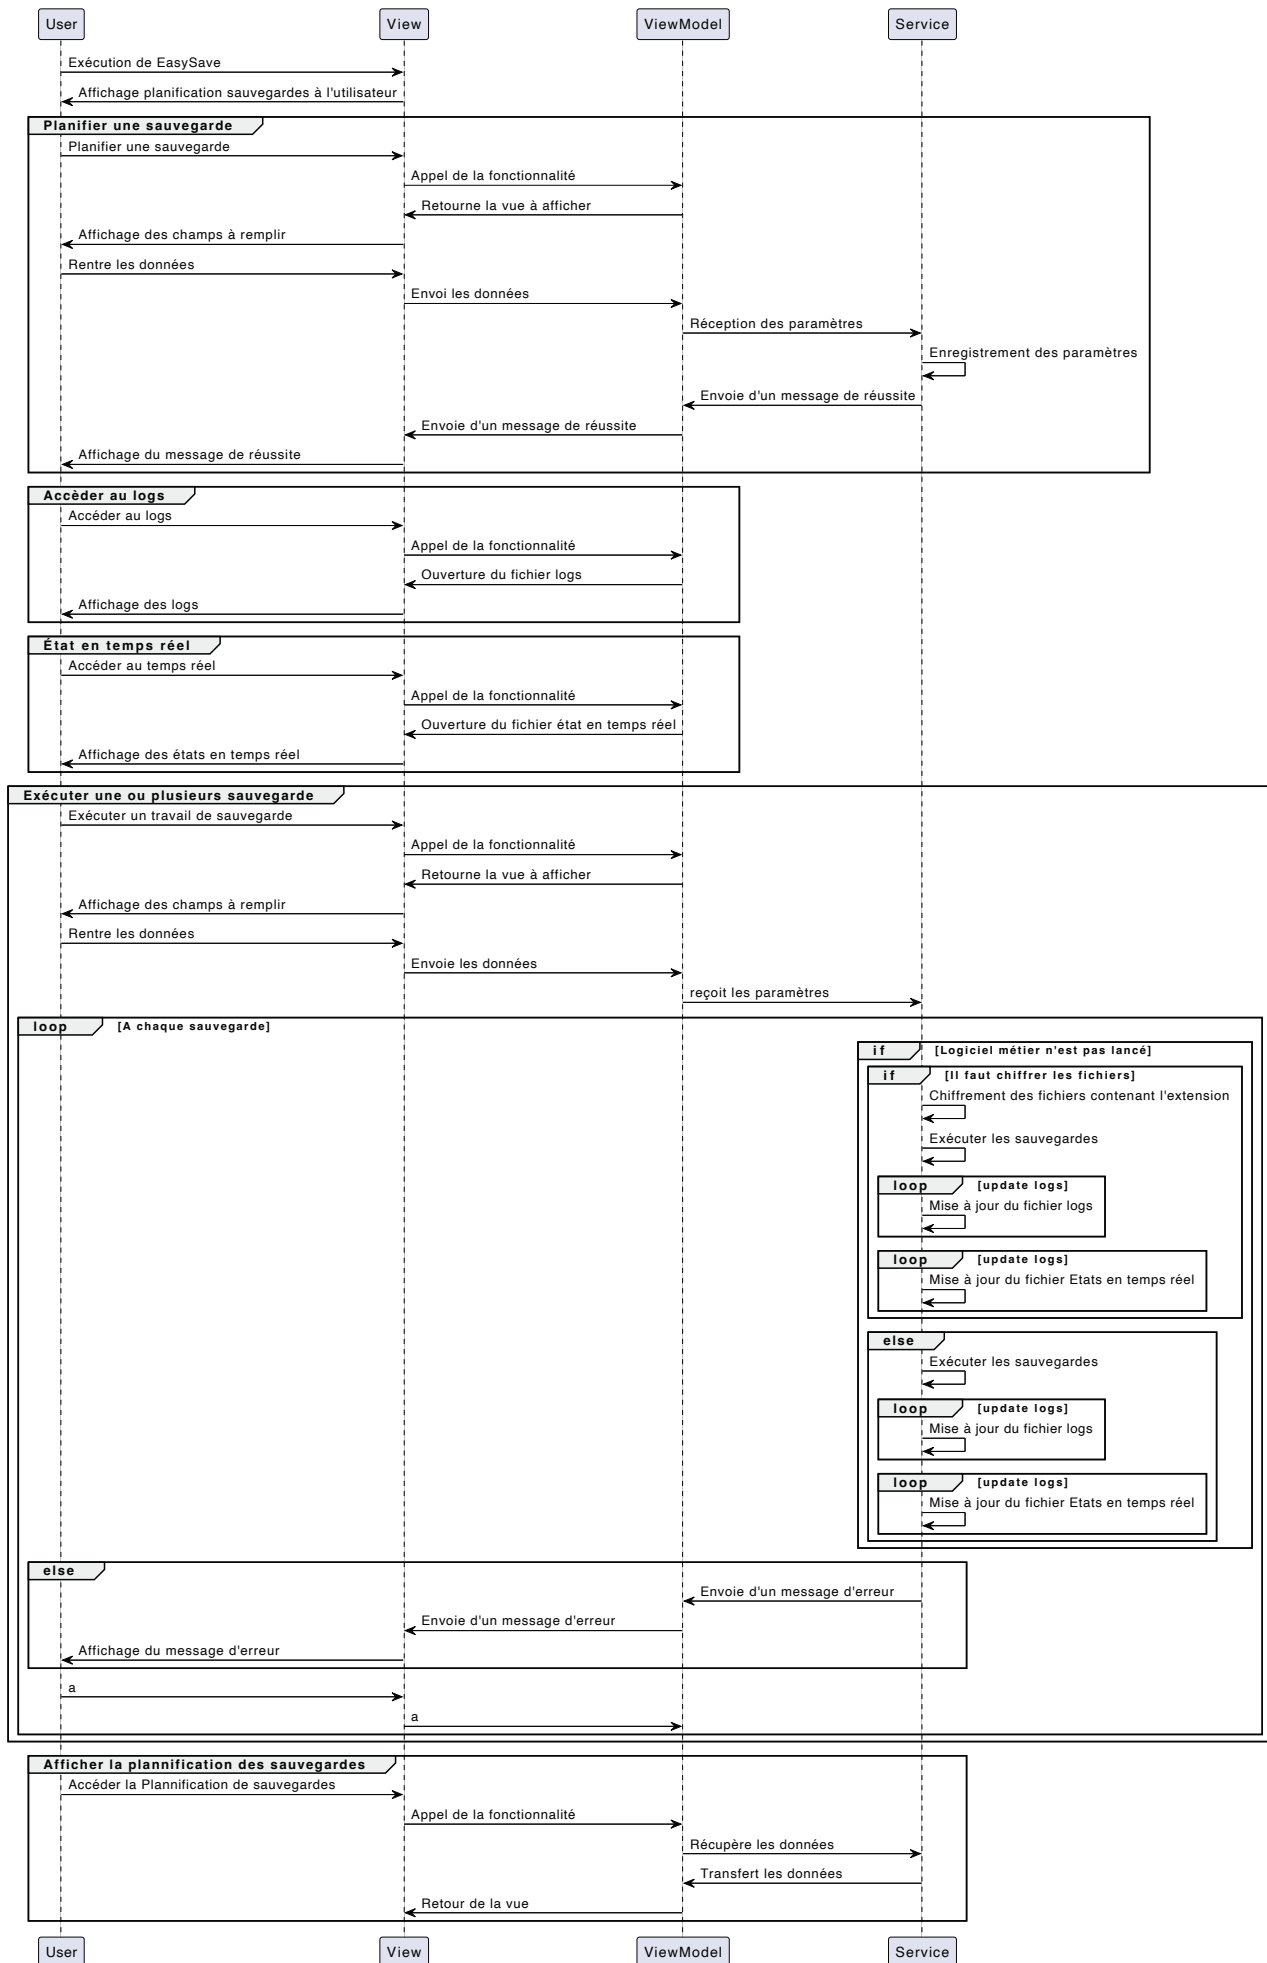 User View ViewModel Service
Exécution de EasySave
Affichage planification sauvegardes à l'utilisateur
Planifier une sauvegarde
Planifier une sauvegarde
Appel de la fonctionnalité
Retourne la vue à afficher
Affichage des champs à remplir
Rentre les données
Envoi les données
Réception des paramètres
Enregistrement des paramètres
Envoie d'un message de réussite
Envoie d'un message de réussite
Affichage du message de réussite
Accèder au logs
Accéder au logs
Appel de la fonctionnalité
Ouverture du fichier logs
Affichage des logs
État en temps réel
Accéder au temps réel
Appel de la fonctionnalité
Ouverture du fichier état en temps réel
Affichage des états en temps réel
Exécuter une ou plusieurs sauvegarde
Exécuter un travail de sauvegarde
Appel de la fonctionnalité
Retourne la vue à afficher
Affichage des champs à remplir
Rentre les données
Envoie les données
reçoit les paramètres
loop [A chaque sauvegarde]
if [Logiciel métier n'est pas lancé]
if [Il faut chiffrer les fichiers]
Chiffrement des fichiers contenant l'extension
Exécuter les sauvegardes
loop [update logs]
Mise à jour du fichier logs
loop [update logs]
Mise à jour du fichier Etats en temps réel
else
Exécuter les sauvegardes
loop [update logs]
Mise à jour du fichier logs
loop [update logs]
Mise à jour du fichier Etats en temps réel
else
Envoie d'un message d'erreur
Envoie d'un message d'erreur
Affichage du message d'erreur
a
a
Afficher la plannification des sauvegardes
Accéder la Plannification de sauvegardes
Appel de la fonctionnalité
Récupère les données
Transfert les données
Retour de la vue
User View ViewModel Service